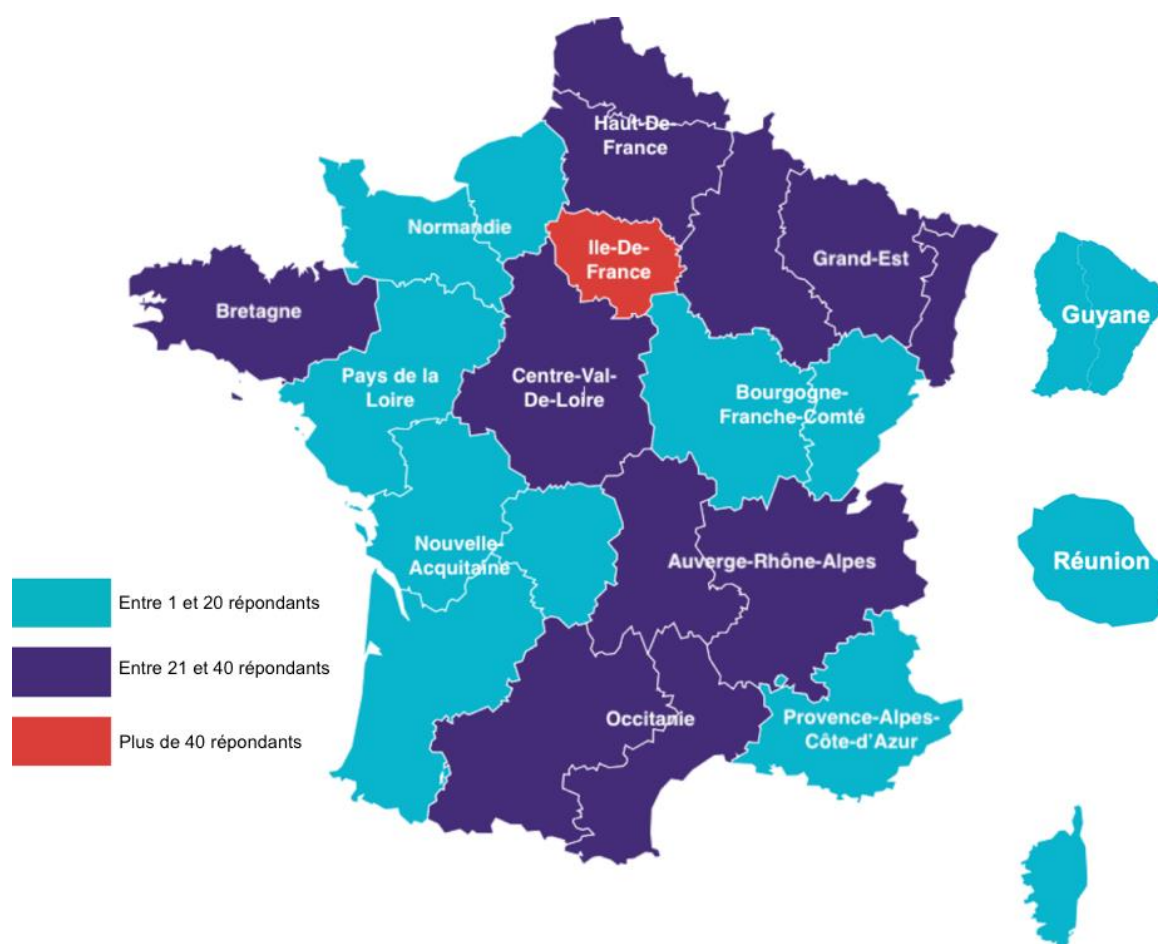 Haut-De-
France
Normandie
Ile-De-
France
Grand-Est
Bretagne
Guyane
Pays de la
Loire
Centre-Val-
De-Loire
Bourgogne-
Franche-Comté
Nouvelle-
Acquitaine
Auverge-Rhône-Alpes
Réunion
Entre 1 et 20 répondants
Entre 21 et 40 répondants
Plus de 40 répondants
Occitanie
Provence-Alpes-
Côte-d'Azur